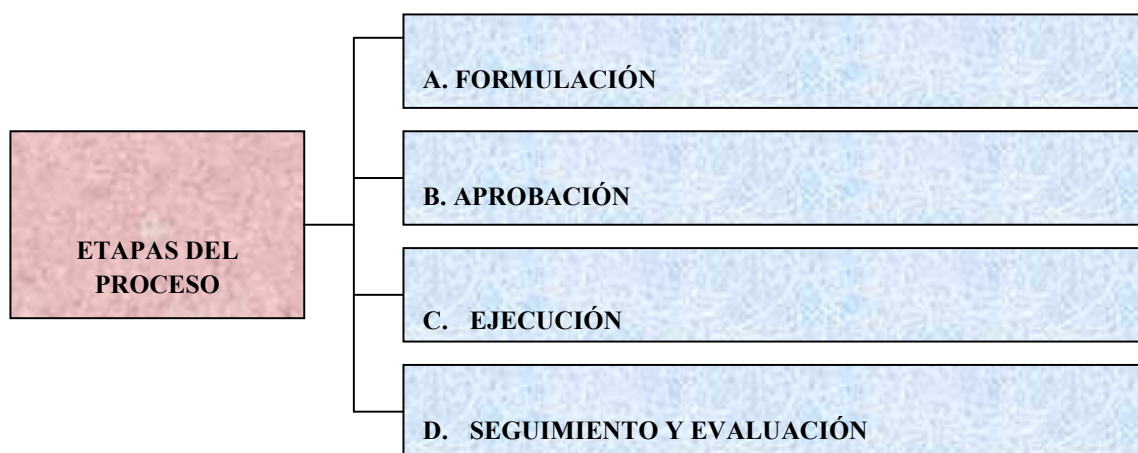 ETAPAS DEL
PROCESO
A. FORMULACIÓN
B. APROBACIÓN
C. EJECUCIÓN
D. SEGUIMIENTO Y EVALUACIÓN